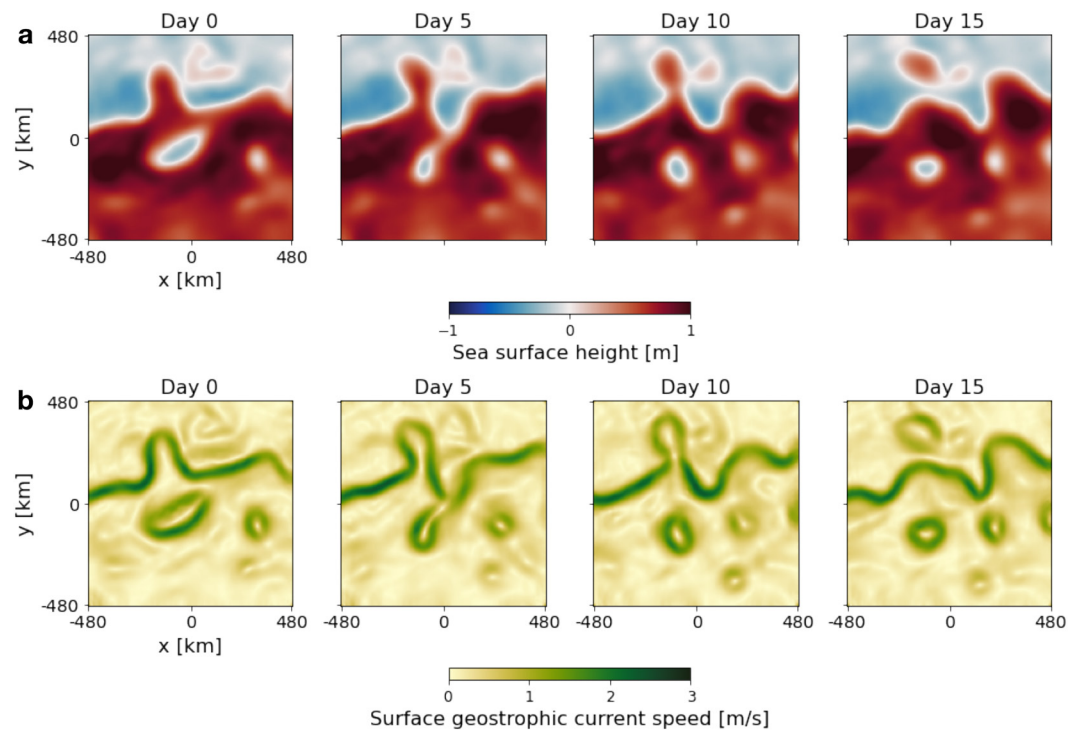 a
Day 0 Day 5 Day 10 Day 15
480
0
-480
y [km]
-480 0 480
x [km]
−1 0 1
Sea surface height [m]
b
Day 0 Day 5 Day 10 Day 15
480
0
-480
y [km]
-480 0 480 -480 0 480 -480 0 480 -480 0 480
x [km]
0 1 2 3
Surface geostrophic current speed [m/s]